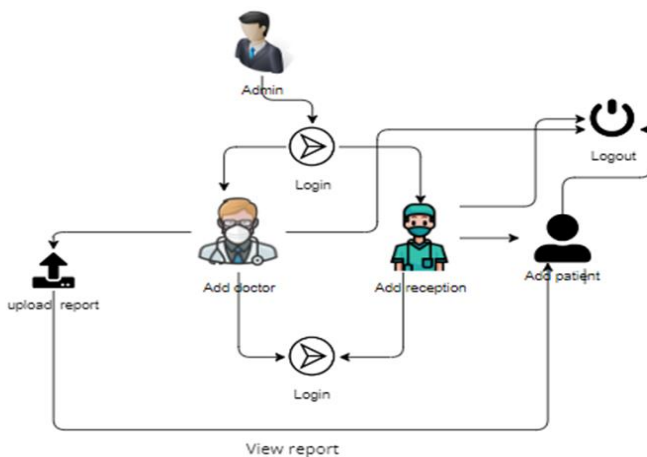 Admin
Login
Logout
Add doctor
Add reception
Add patient
upload report
Login
View report